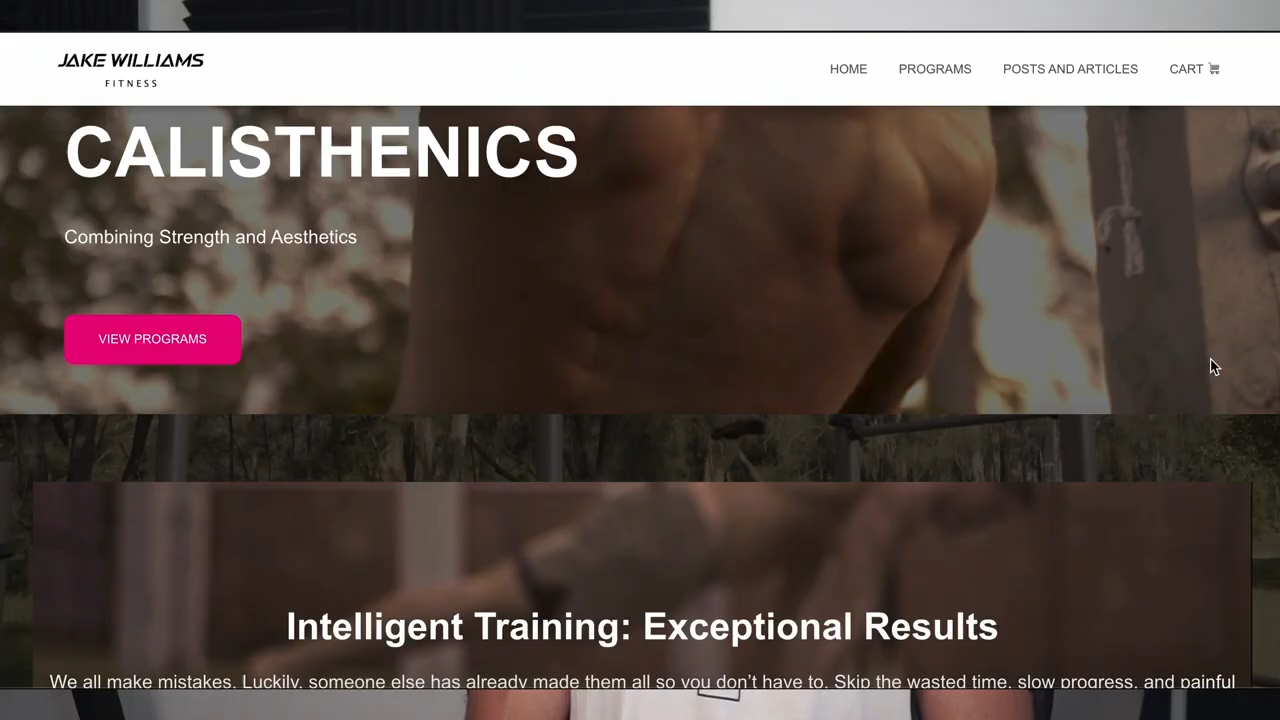 JAKE WILLIAMS
FITNESS
HOME PROGRAMS POSTS AND ARTICLES CART
CALISTHENICS
Combining Strength and Aesthetics
VIEW PROGRAMS
Intelligent Training: Exceptional Results
We all make mistakes. Luckily, someone else has already made them all so you don’t have to. Skip the wasted time, slow progress, and painful